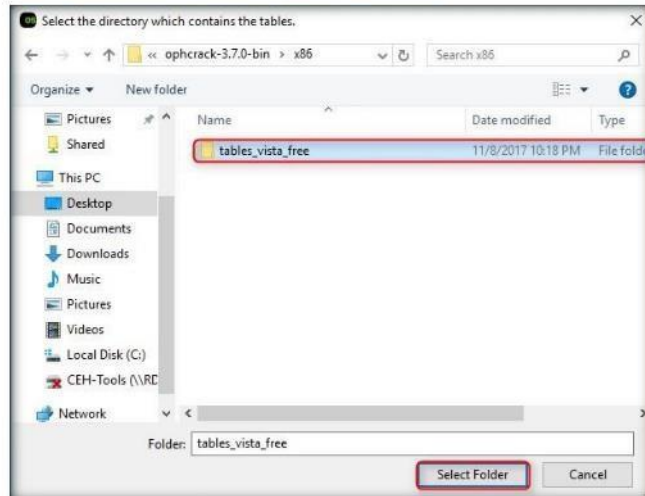 Select the directory which contains the tables.
« ophcrack-3.7.0-bin > x86
Search x86
Organize
New folder
Name
Date modified
Type
Pictures
Shared
tables_vista_free
11/8/2017 10:18 PM
File folde
This PC
Desktop
Documents
Downloads
Music
Pictures
Videos
Local Disk (C:)
CEH-Tools (\\RD
Network
Folder: tables_vista_free
Select Folder
Cancel